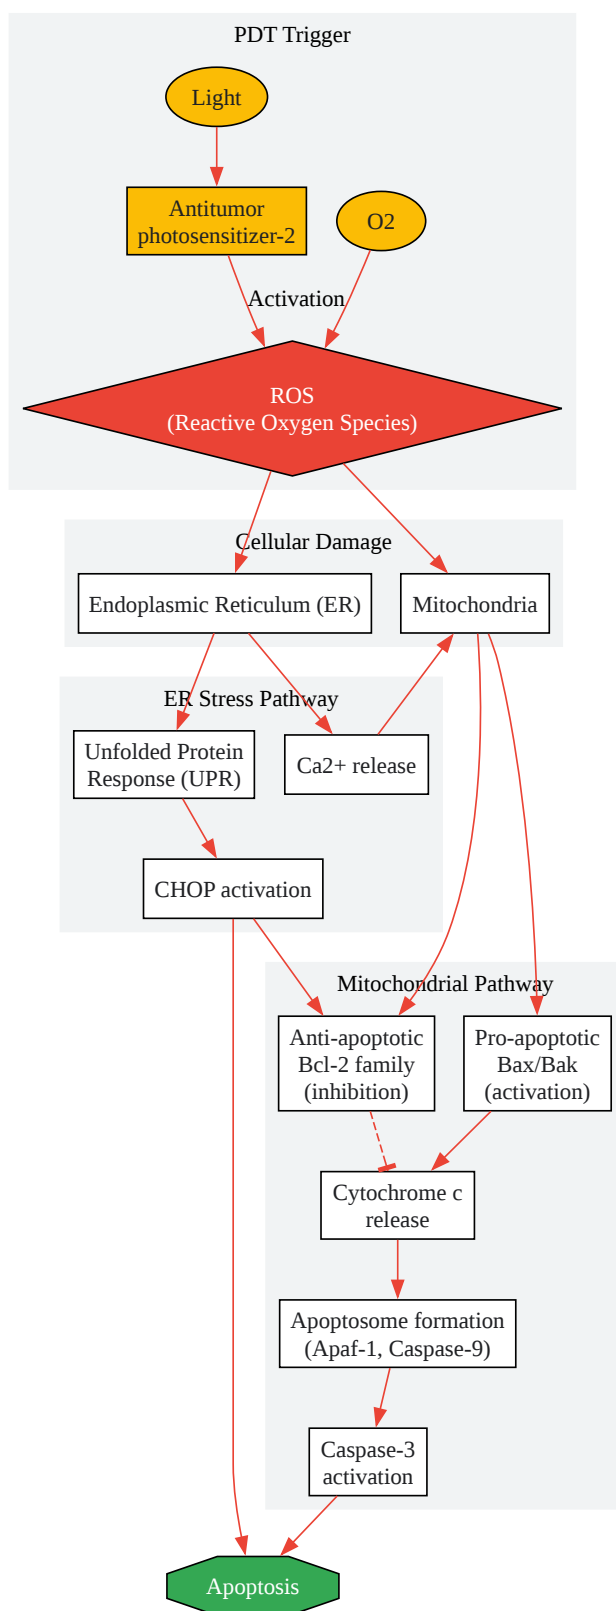 PDT Trigger
Light
Antitumor
photosensitizer-2
O2
Activation
ROS
(Reactive Oxygen Species)
Cellular Damage
Endoplasmic Reticulum (ER)
Mitochondria
ER Stress Pathway
Unfolded Protein
Response (UPR)
Ca2+ release
CHOP activation
Mitochondrial Pathway
Anti-apoptotic
Bcl-2 family
(inhibition)
Pro-apoptotic
Bax/Bak
(activation)
Cytochrome c
release
Apoptosome formation
(Apaf-1, Caspase-9)
Caspase-3
activation
Apoptosis